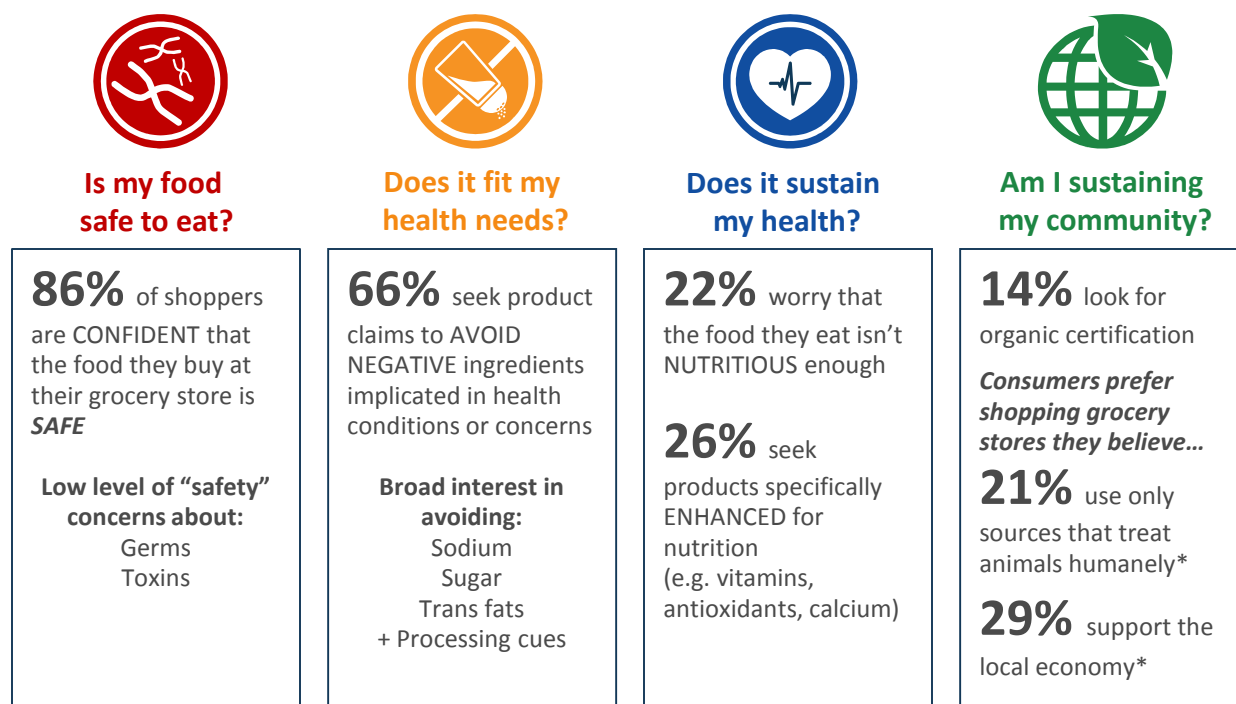 Is my food
safe to eat?
86% of shoppers
are CONFIDENT that
the food they buy at
their grocery store is
SAFE
Low level of “safety”
concerns about:
Germs
Toxins
Does it fit my
health needs?
66% seek product
claims to AVOID
NEGATIVE ingredients
implicated in health
conditions or concerns
Broad interest in
avoiding:
Sodium
Sugar
Trans fats
+ Processing cues
Does it sustain
my health?
22% worry that
the food they eat isn’t
NUTRITIOUS enough
26% seek
products specifically
ENHANCED for
nutrition
(e.g. vitamins,
antioxidants, calcium)
Am I sustaining
my community?
14% look for
organic certification
Consumers prefer
shopping grocery
stores they believe…
21% use only
sources that treat
animals humanely*
29% support the
local economy*